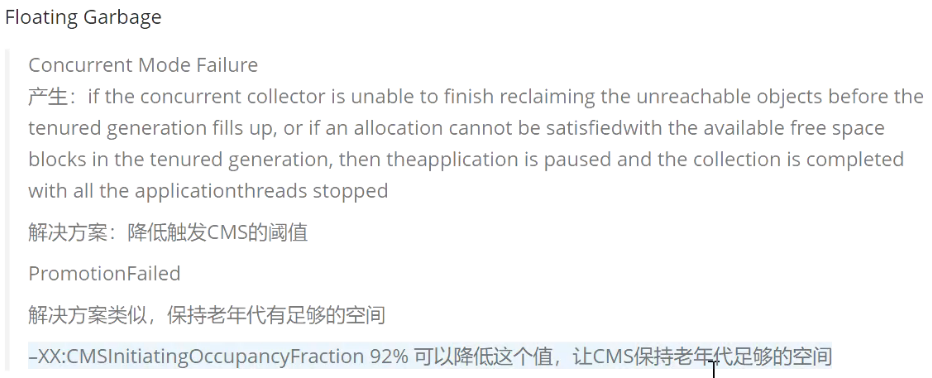 Floating Garbage
Concurrent Mode Failure
产生：if the concurrent collector is unable to finish reclaiming the unreachable objects before the
tenured generation fills up, or if an allocation cannot be satisfiedwith the available free space
blocks in the tenured generation, then theapplication is paused and the collection is completed
with all the applicationthreads stopped
解决方案：降低触发CMS的阈值
PromotionFailed
解决方案类似，保持老年代有足够的空间
–XX:CMSInitiatingOccupancyFraction 92% 可以降低这个值，让CMS保持老年代足够的空间